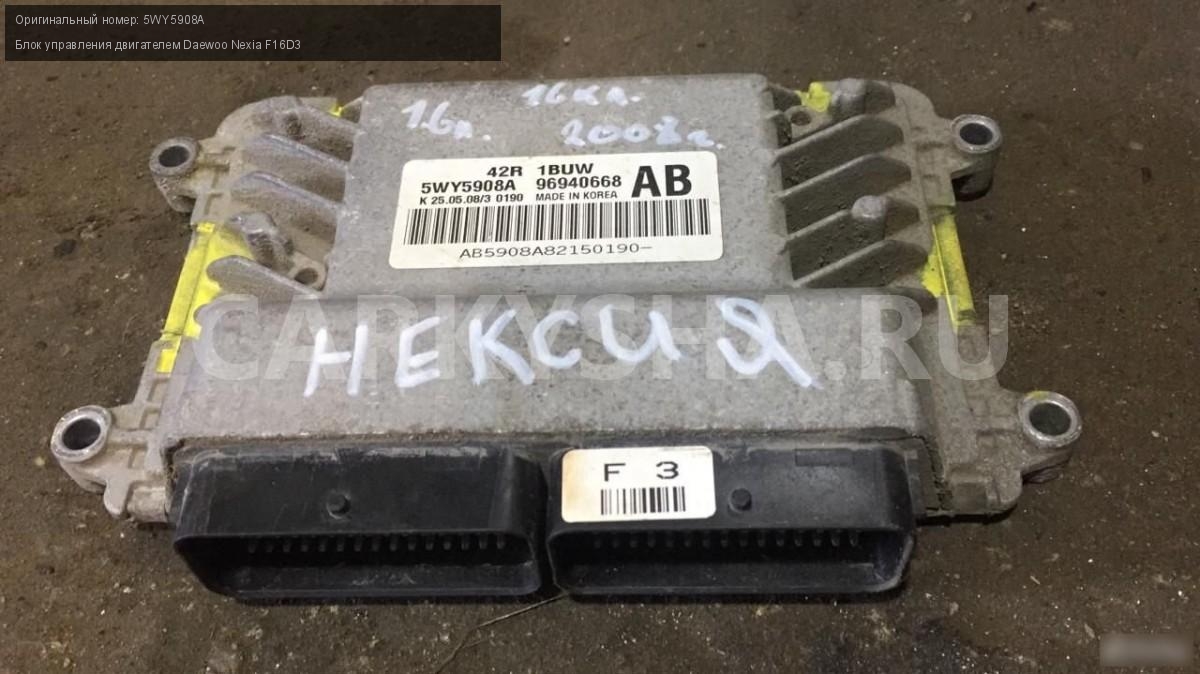 Оригинальный номер: 5WY5908A
Блок управления двигателем Daewoo Nexia F16D3
16кл.
1.6л.
2008г.
42R 1BUW
5WY5908A 96940668 AB
K 25.05.08/3 0190 MADE IN KOREA
AB5908A82150190-
CARKYSHA.RU
НЕКСИЯ
F 3